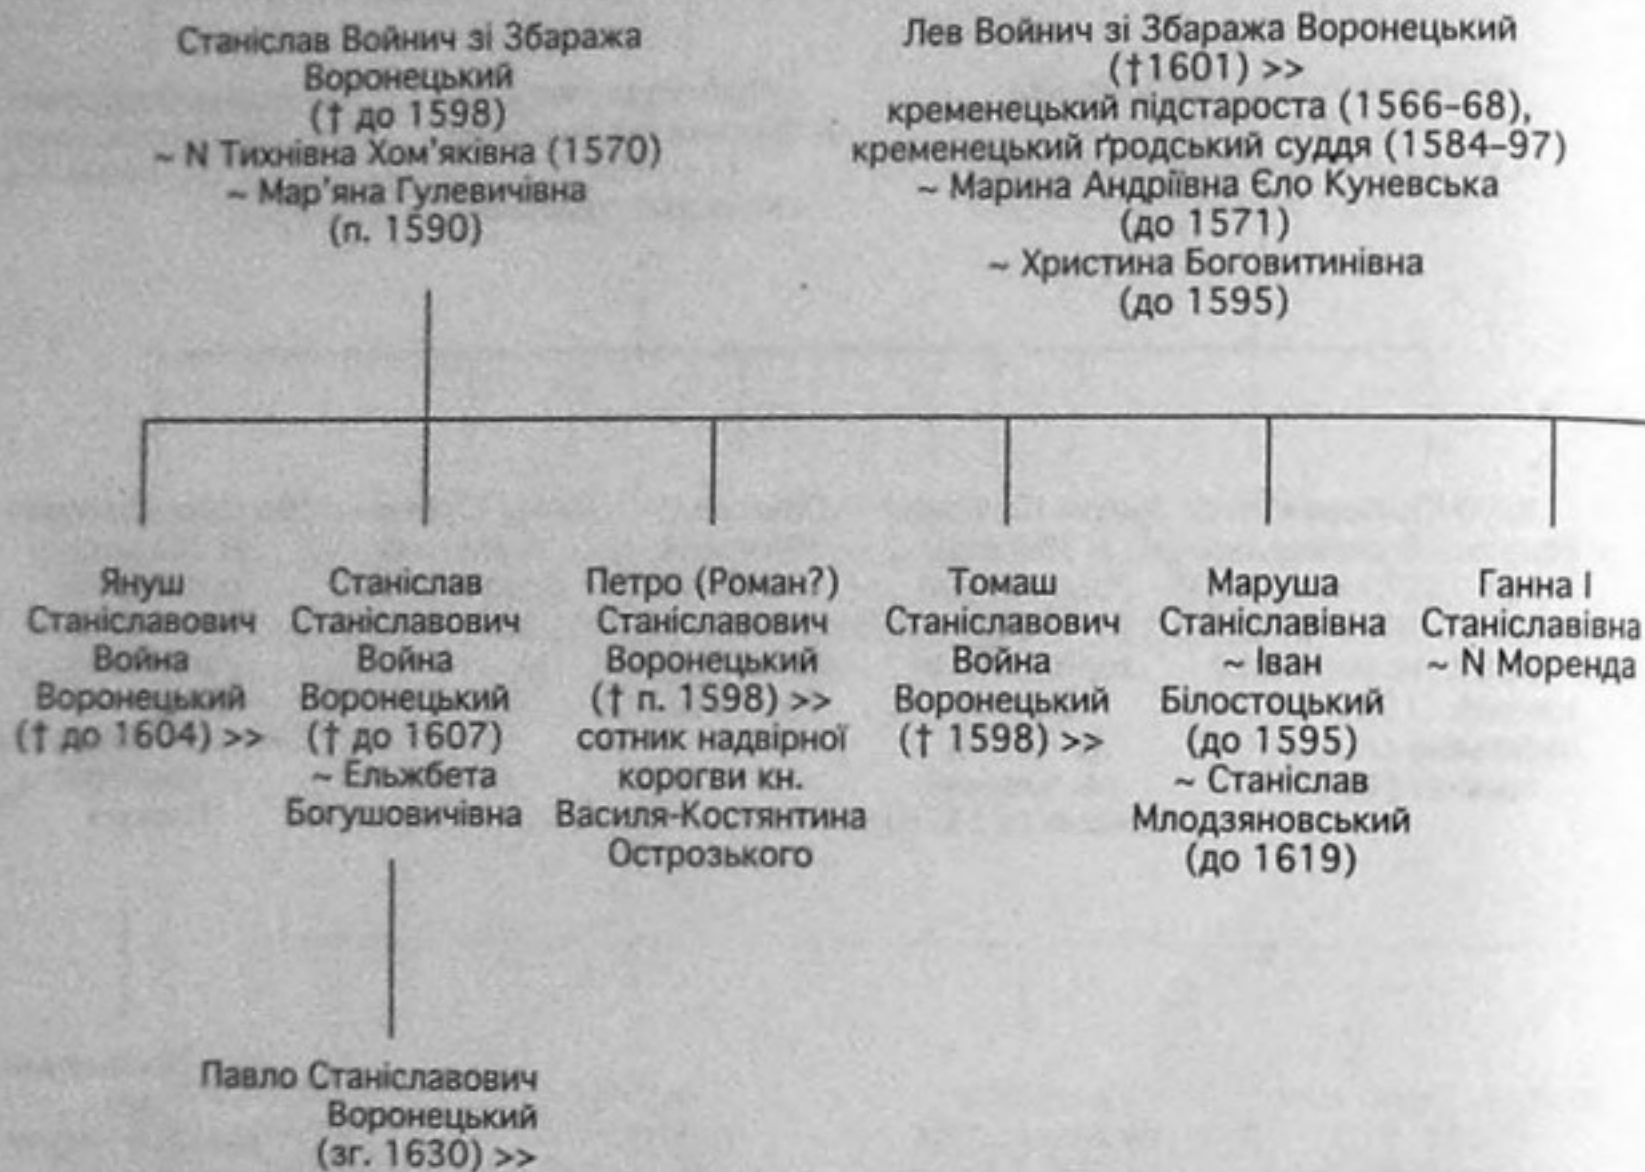 Станіслав Войнич зі Збаража
Воронецький
(† до 1598)
~ N Тихнівна Хом'яківна (1570)
~ Мар'яна Гулевичівна
(п. 1590)
Лев Войнич зі Збаража Воронецький
(†1601) >>
кременецький підстароста (1566–68),
кременецький ґродський суддя (1584–97)
~ Марина Андріївна Єло Куневська
(до 1571)
~ Христина Боговитинівна
(до 1595)
Януш
Станіславович
Война
Воронецький
(† до 1604) >>
Станіслав
Станіславович
Война
Воронецький
(† до 1607)
~ Ельжбета
Богушовичівна
Петро (Роман?)
Станіславович
Воронецький
(† п. 1598) >>
сотник надвірної
корогви кн.
Василя-Костянтина
Острозького
Томаш
Станіславович
Война
Воронецький
(† 1598) >>
Маруша
Станіславівна
~ Іван
Білостоцький
(до 1595)
~ Станіслав
Млодзяновський
(до 1619)
Ганна I
Станіславівна
~ N Моренда
Павло Станіславович
Воронецький
(зг. 1630) >>